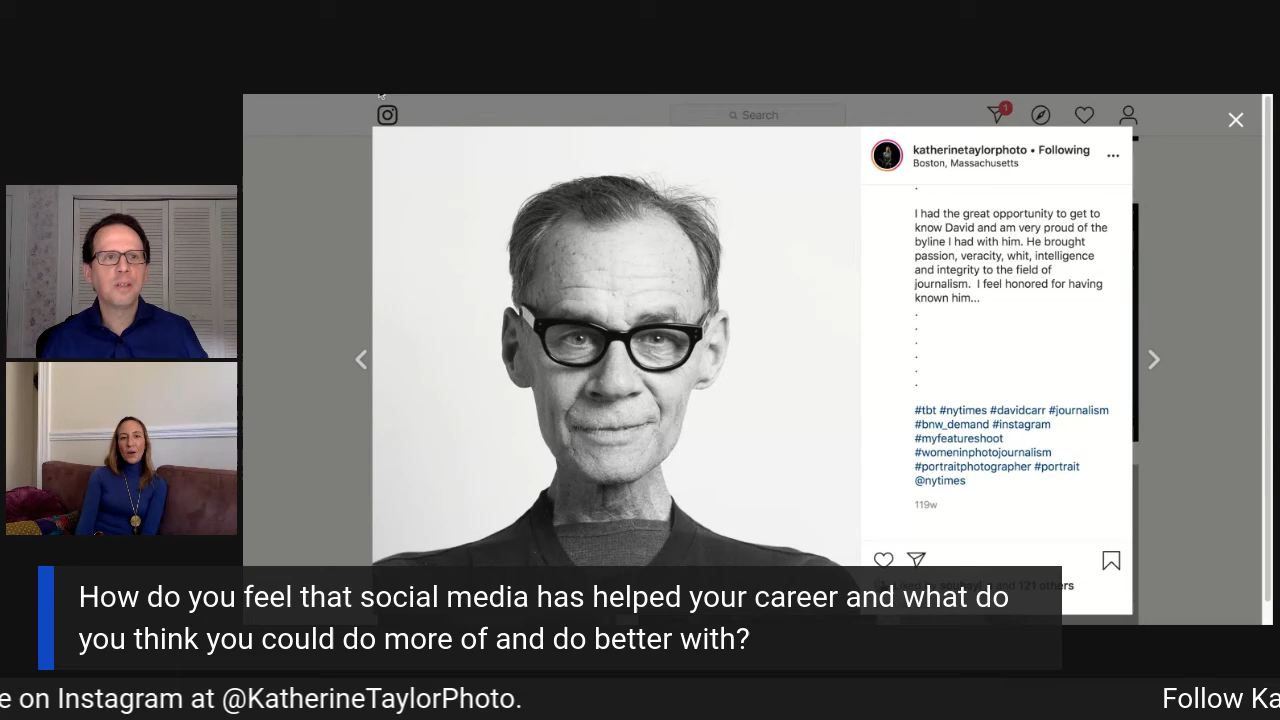 Search
1
katherinetaylorphoto • Following
Boston, Massachusetts
.
I had the great opportunity to get to
know David and am very proud of the
byline I had with him. He brought
passion, veracity, whit, intelligence
and integrity to the field of
journalism. I feel honored for having
known him...
.
.
.
.
.
.
#tbt #nytimes #davidcarr #journalism
#bnw_demand #instagram
#myfeatureshoot
#womeninphotojournalism
#portraitphotographer #portrait
@nytimes
119w
and 121 others
How do you feel that social media has helped your career and what do
you think you could do more of and do better with?
e on Instagram at @KatherineTaylorPhoto.
Follow Ka